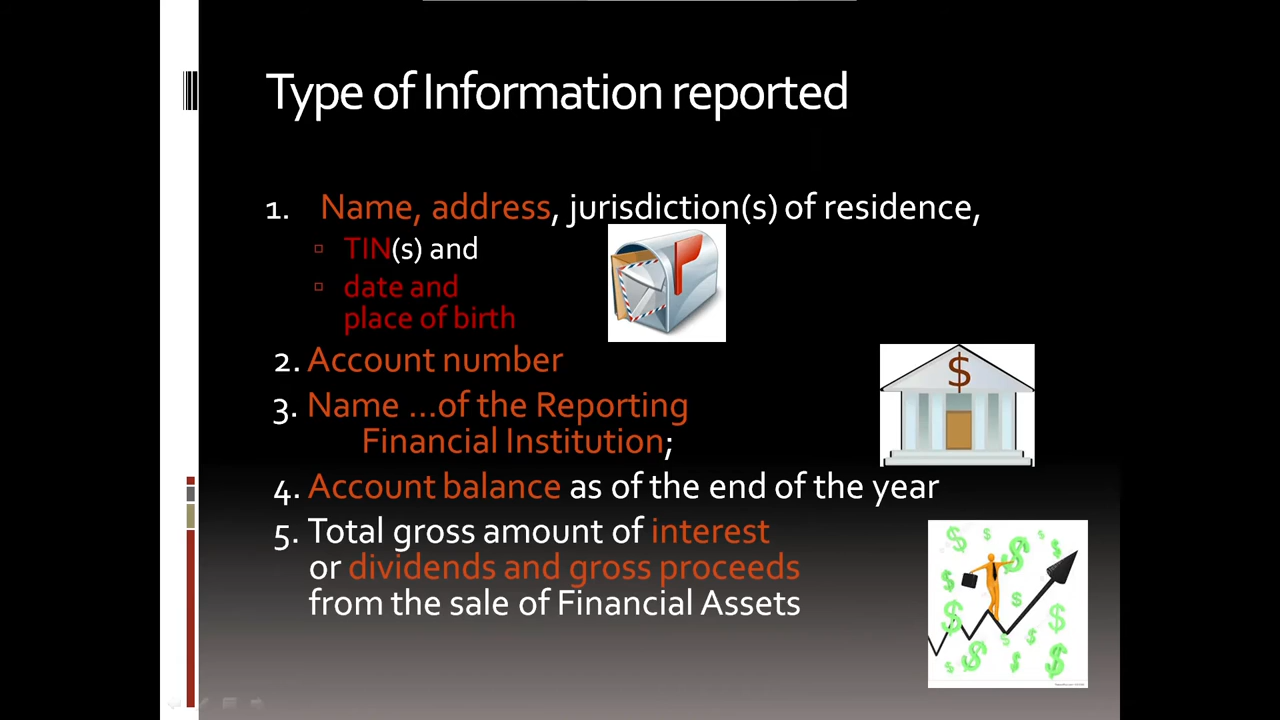 Type of Information reported
1. Name, address, jurisdiction(s) of residence,
TIN(s) and
date and
place of birth
2. Account number
3. Name ...of the Reporting
Financial Institution;
$
4. Account balance as of the end of the year
5. Total gross amount of interest
or dividends and gross proceeds
from the sale of Financial Assets